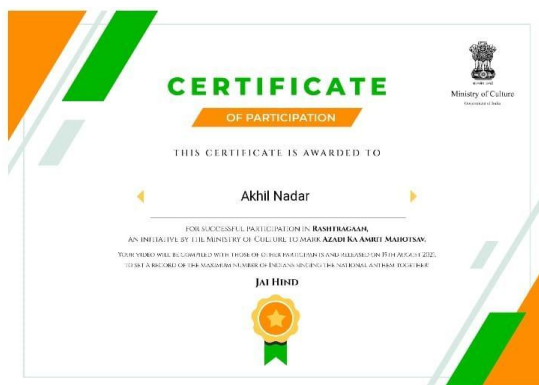 CERTIFICATE
OF PARTICIPATION
Ministry of Culture
Government of India
THIS CERTIFICATE IS AWARDED TO
Akhil Nadar
FOR SUCCESSFUL PARTICIPATION IN RASHTRAGAAN,
AN INITIATIVE BY THE MINISTRY OF CULTURE TO MARK AZADI KA AMRIT MAHOTSAV.
YOUR VIDEO WILL BE COMPILED WITH THOSE OF OTHER PARTICIPANTS AND RELEASED ON 15TH AUGUST 2021,
TO SET A RECORD OF THE MAXIMUM NUMBER OF INDIANS SINGING THE NATIONAL ANTHEM TOGETHER!
JAI HIND